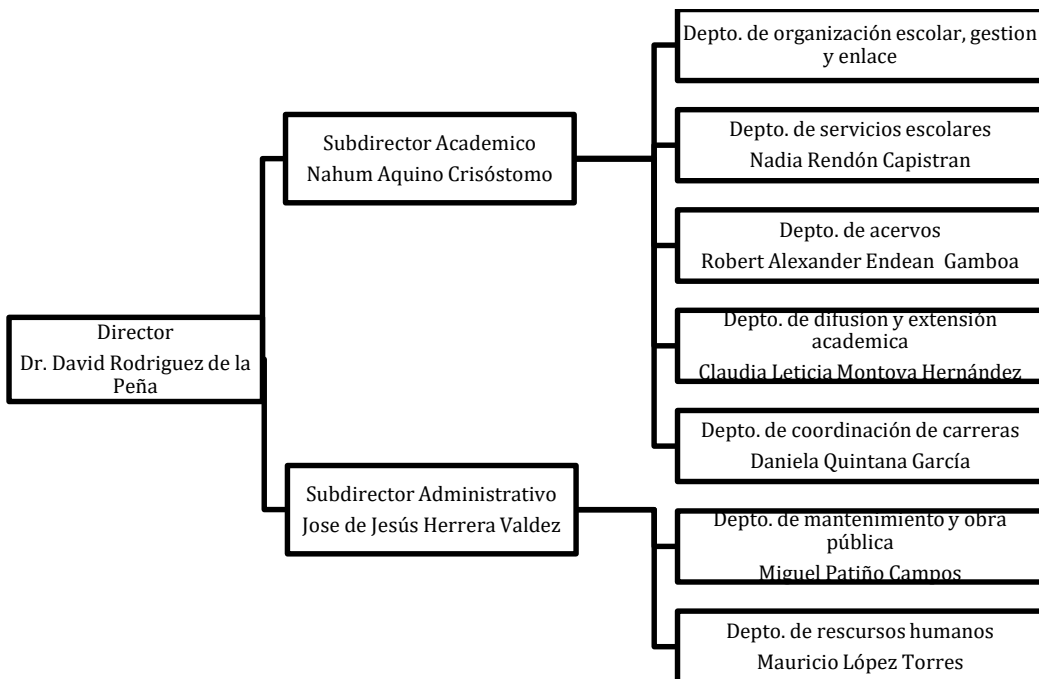 Depto. de organización escolar, gestion
y enlace
Subdirector Academico
Nahum Aquino Crisóstomo
Depto. de servicios escolares
Nadia Rendón Capistran
Depto. de acervos
Robert Alexander Endean  Gamboa
Director
Dr. David Rodriguez de la
Peña
Depto. de difusion y extensión
academica
Claudia Leticia Montoya Hernández
Depto. de coordinación de carreras
Daniela Quintana García
Subdirector Administrativo
Jose de Jesús Herrera Valdez
Depto. de mantenimiento y obra
pública
Miguel Patiño Campos
Depto. de rescursos humanos
Mauricio López Torres